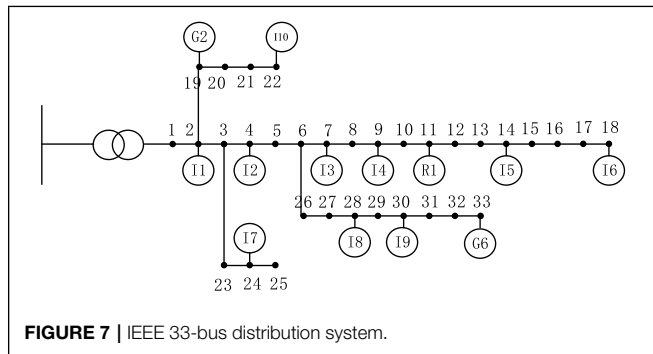 G2 I10
19 20 21 22
1 2 3 4 5 6 7 8 9 10 11 12 13 14 15 16 17 18
I1 I2 I3 I4 R1 I5 I6
26 27 28 29 30 31 32 33
I7 I8 I9 G6
23 24 25
FIGURE 7 | IEEE 33-bus distribution system.